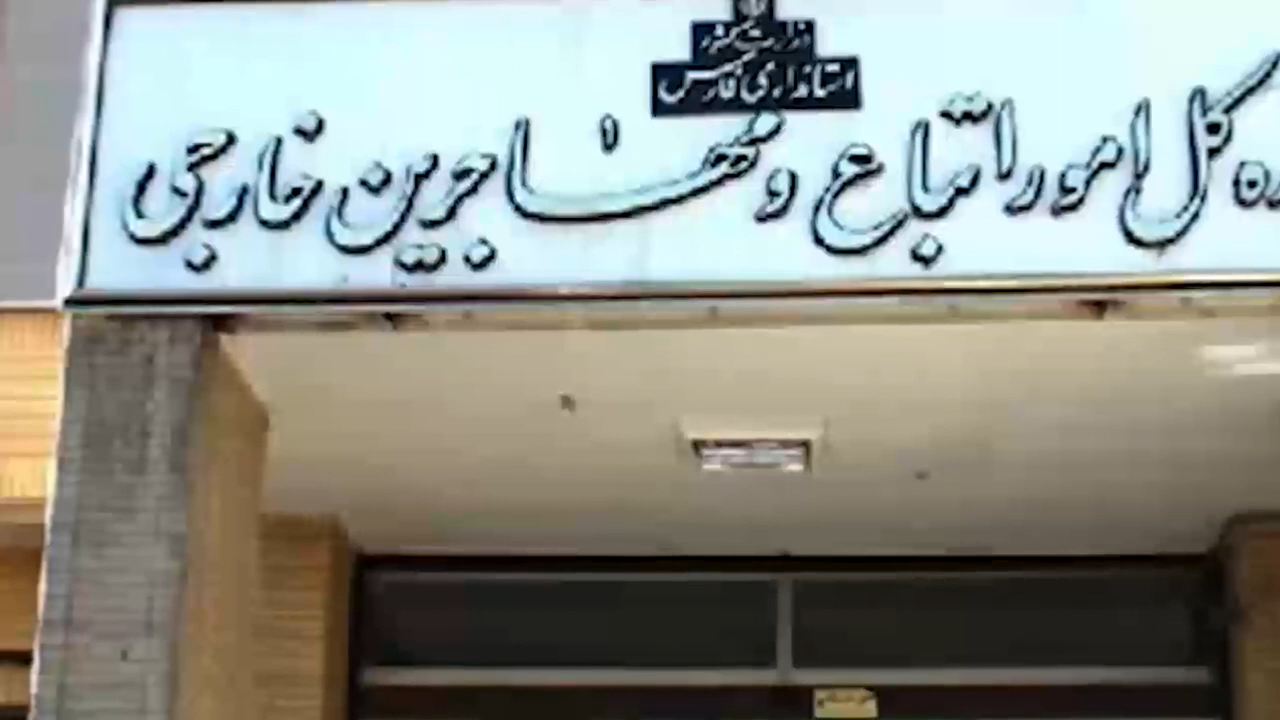 وزارت کشور
استانداری فارس
ه کل امور اتباع و مهاجرین خارجی